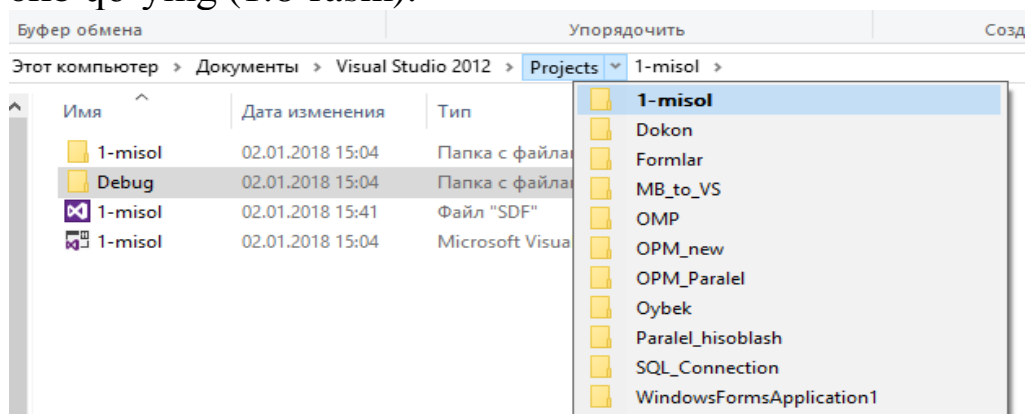 Буфер обмена Упорядочить Созд
Этот компьютер > Документы > Visual Studio 2012 > Projects 1-misol >
Имя Дата изменения Тип
1-misol 02.01.2018 15:04 Папка с файлаг
Debug 02.01.2018 15:04 Папка с файлаг
1-misol 02.01.2018 15:41 Файл "SDF"
1-misol 02.01.2018 15:04 Microsoft Visua
1-misol
Dokon
Formlar
MB_to_VS
OMP
OPM_new
OPM_Paralel
Oybek
Paralel_hisoblash
SQL_Connection
WindowsFormsApplication1